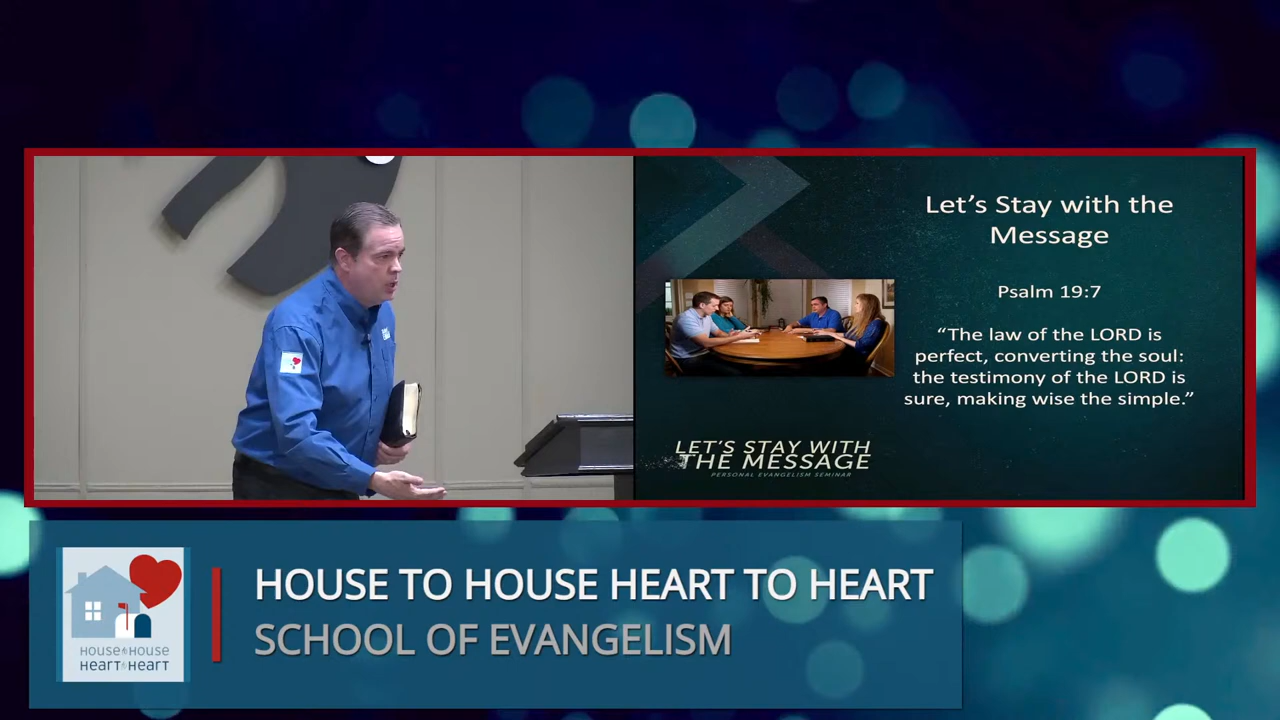 Let’s Stay with the
Message
Psalm 19:7
“The law of the LORD is
perfect, converting the soul:
the testimony of the LORD is
sure, making wise the simple.”
LET'S STAY WITH
THE MESSAGE
PERSONAL EVANGELISM SEMINAR
HOUSE TO HOUSE HEART TO HEART
SCHOOL OF EVANGELISM
HOUSE TO HOUSE
HEART TO HEART